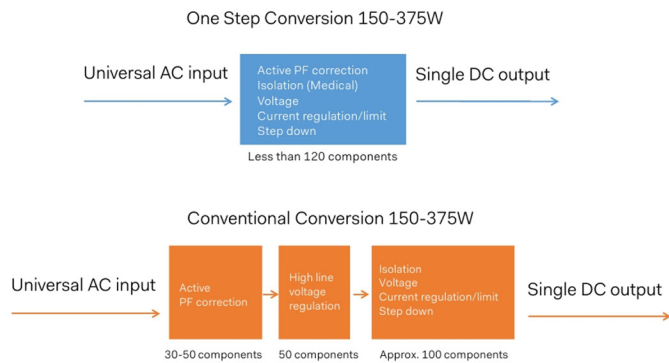 One Step Conversion 150-375W
Universal AC input
Active PF correction
Isolation (Medical)
Voltage
Current regulation/limit
Step down
Single DC output
Less than 120 components
Conventional Conversion 150-375W
Universal AC input
Active
PF correction
High line
voltage
regulation
Isolation
Voltage
Current regulation/limit
Step down
Single DC output
30-50 components
50 components
Approx. 100 components